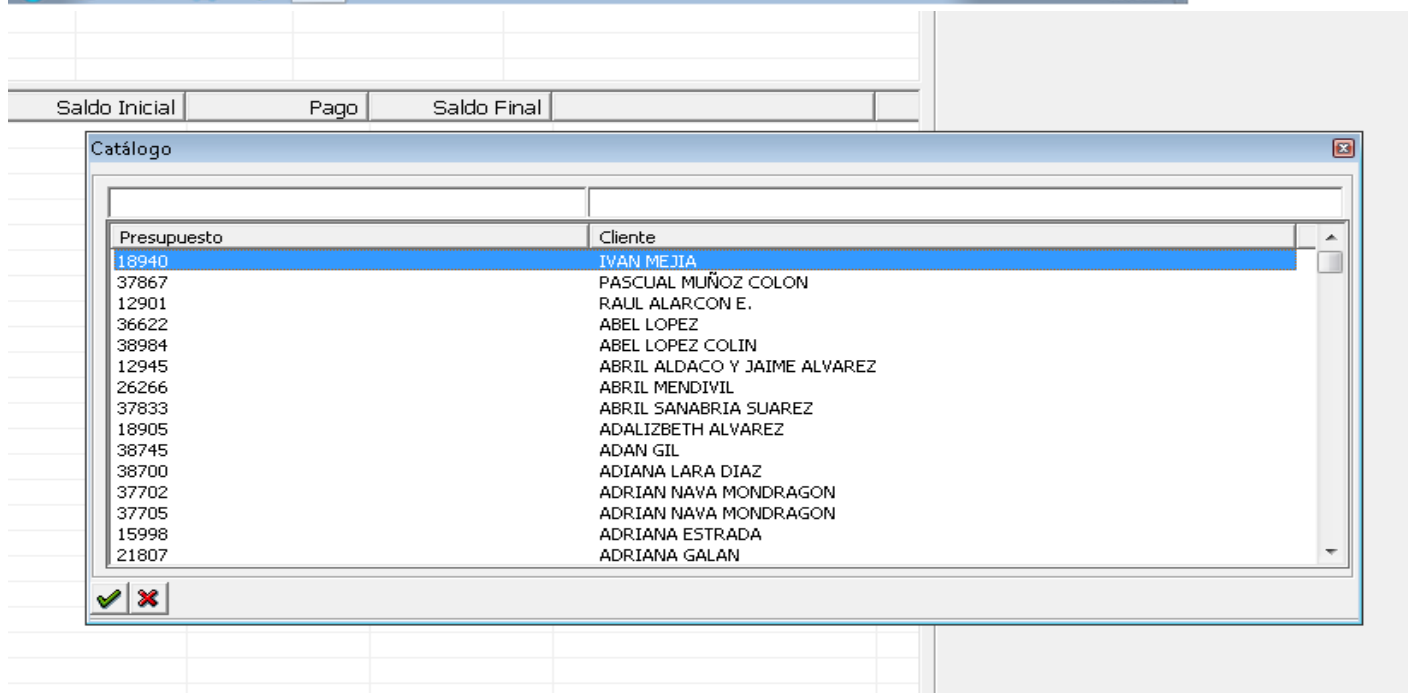 Saldo Inicial Pago Saldo Final
Catálogo
Presupuesto Cliente
18940 IVAN MEJIA
37867 PASCUAL MUÑOZ COLON
12901 RAUL ALARCON E.
36622 ABEL LOPEZ
38984 ABEL LOPEZ COLIN
12945 ABRIL ALDACO Y JAIME ALVAREZ
26266 ABRIL MENDIVIL
37833 ABRIL SANABRIA SUAREZ
18905 ADALIZBETH ALVAREZ
38745 ADAN GIL
38700 ADIANA LARA DIAZ
37702 ADRIAN NAVA MONDRAGON
37705 ADRIAN NAVA MONDRAGON
15998 ADRIANA ESTRADA
21807 ADRIANA GALAN